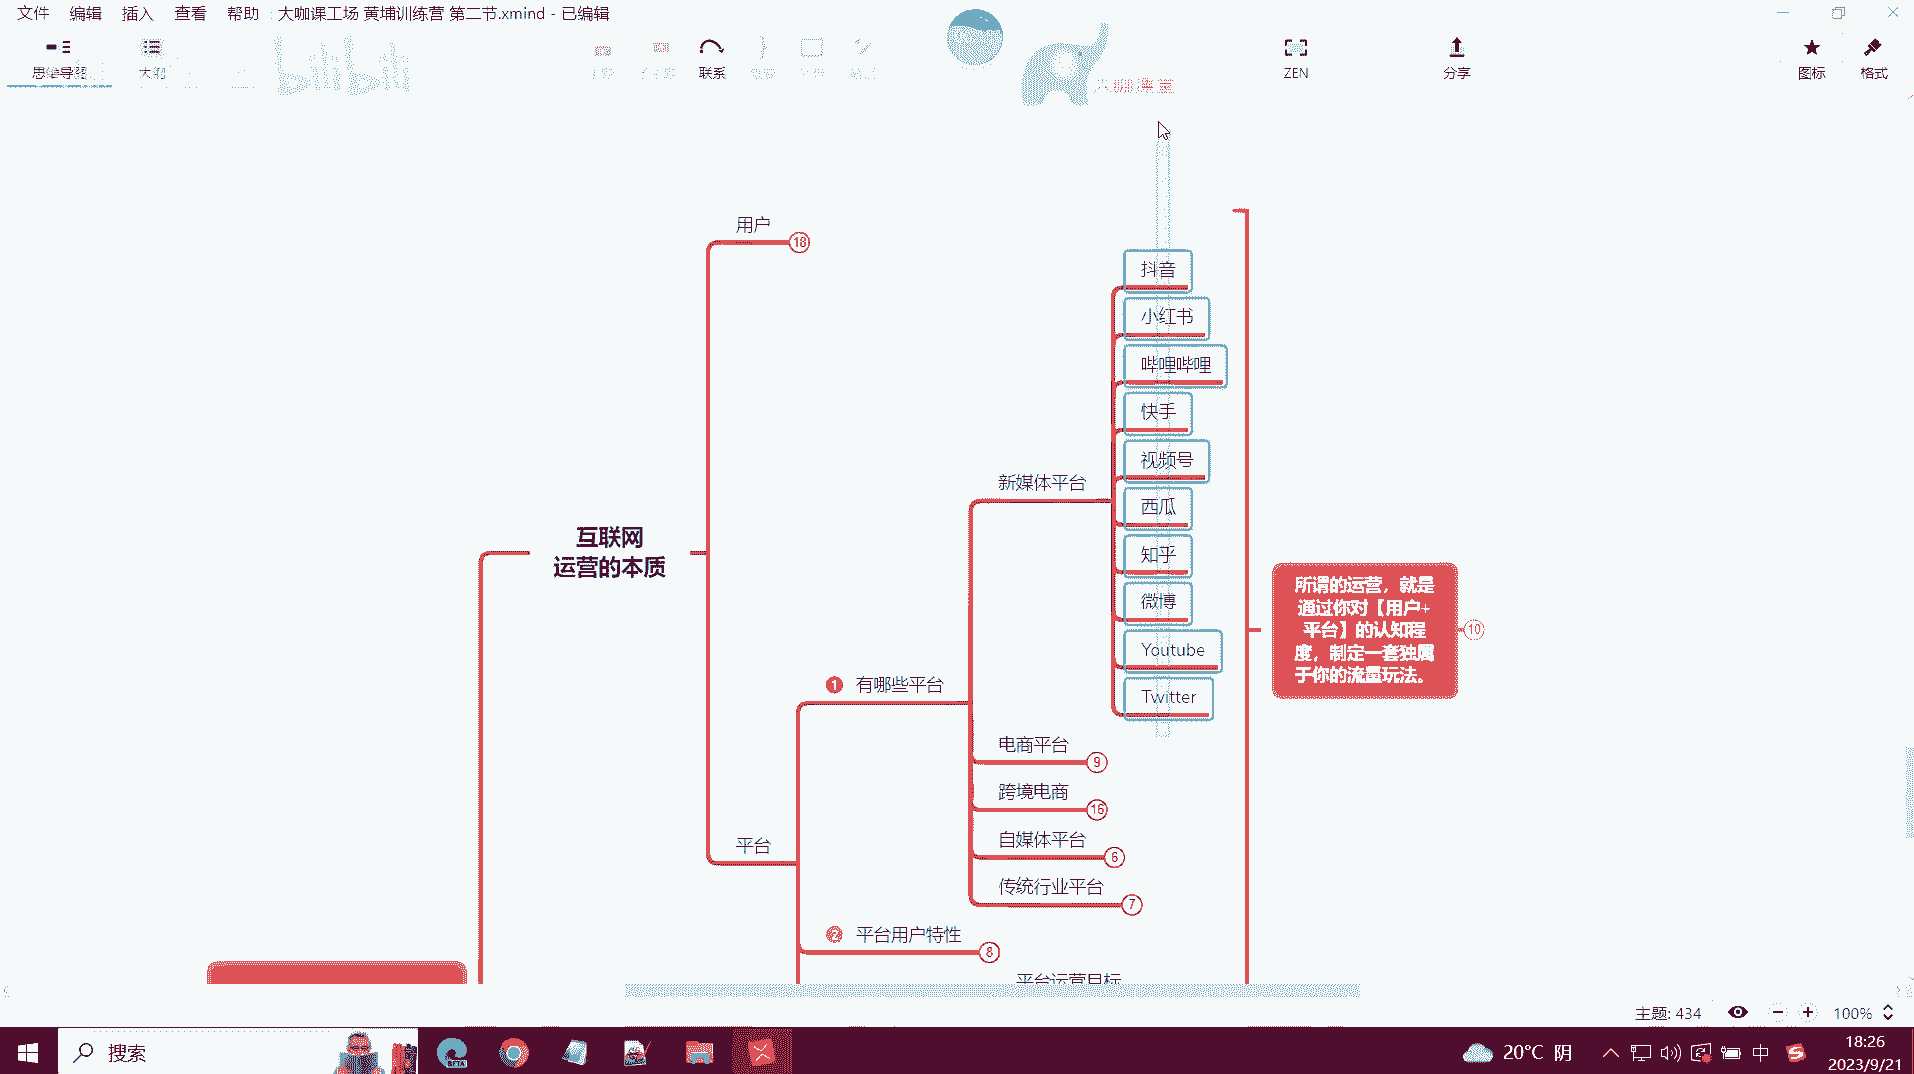 文件 编辑 插入 查看 帮助 大咖课工场 黄埔训练营 第二节.xmind - 已编辑
思维导图
大纲
bilibili
联系
大咖课堂
ZEN
分享
图标
格式
用户
18
抖音
小红书
哔哩哔哩
快手
视频号
西瓜
知乎
微博
Youtube
Twitter
新媒体平台
互联网
运营的本质
所谓的运营，就是
通过你对【用户+
平台】的认知程
度，制定一套独属
于你的流量玩法。
10
1 有哪些平台
电商平台
9
跨境电商
16
自媒体平台
6
传统行业平台
7
平台
2 平台用户特性
8
平台运营目标
主题: 434
100%
搜索
BETA
20°C 阴
中
18:26
2023/9/21